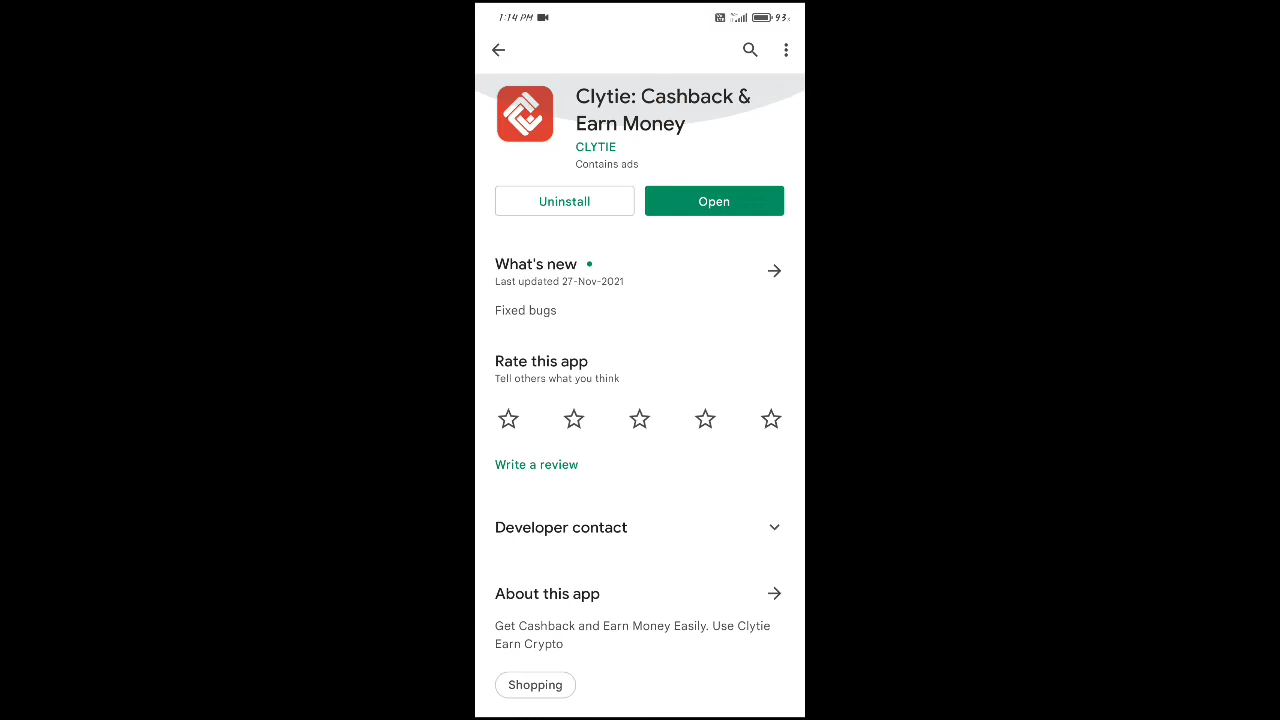 1:14 PM 93
Clytie: Cashback &
Earn Money
CLYTIE
Contains ads
Uninstall Open
What's new
Last updated 27-Nov-2021
Fixed bugs
Rate this app
Tell others what you think
Write a review
Developer contact
About this app
Get Cashback and Earn Money Easily. Use Clytie
Earn Crypto
Shopping